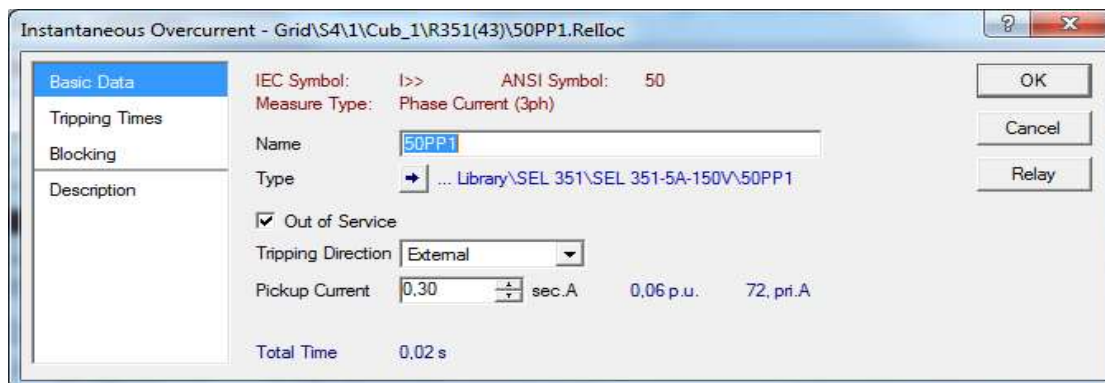 Instantaneous Overcurrent - Grid\S4\1\Cub_1\R351(43)\50PP1.RelIoc
Basic Data
Tripping Times
Blocking
Description
IEC Symbol: I>> ANSI Symbol: 50
Measure Type: Phase Current (3ph)
Name 50PP1
Type ... Library\SEL 351\SEL 351-5A-150V\50PP1
Out of Service
Tripping Direction External
Pickup Current 0,30 sec.A 0,06 p.u. 72, pri.A
Total Time 0,02 s
OK
Cancel
Relay